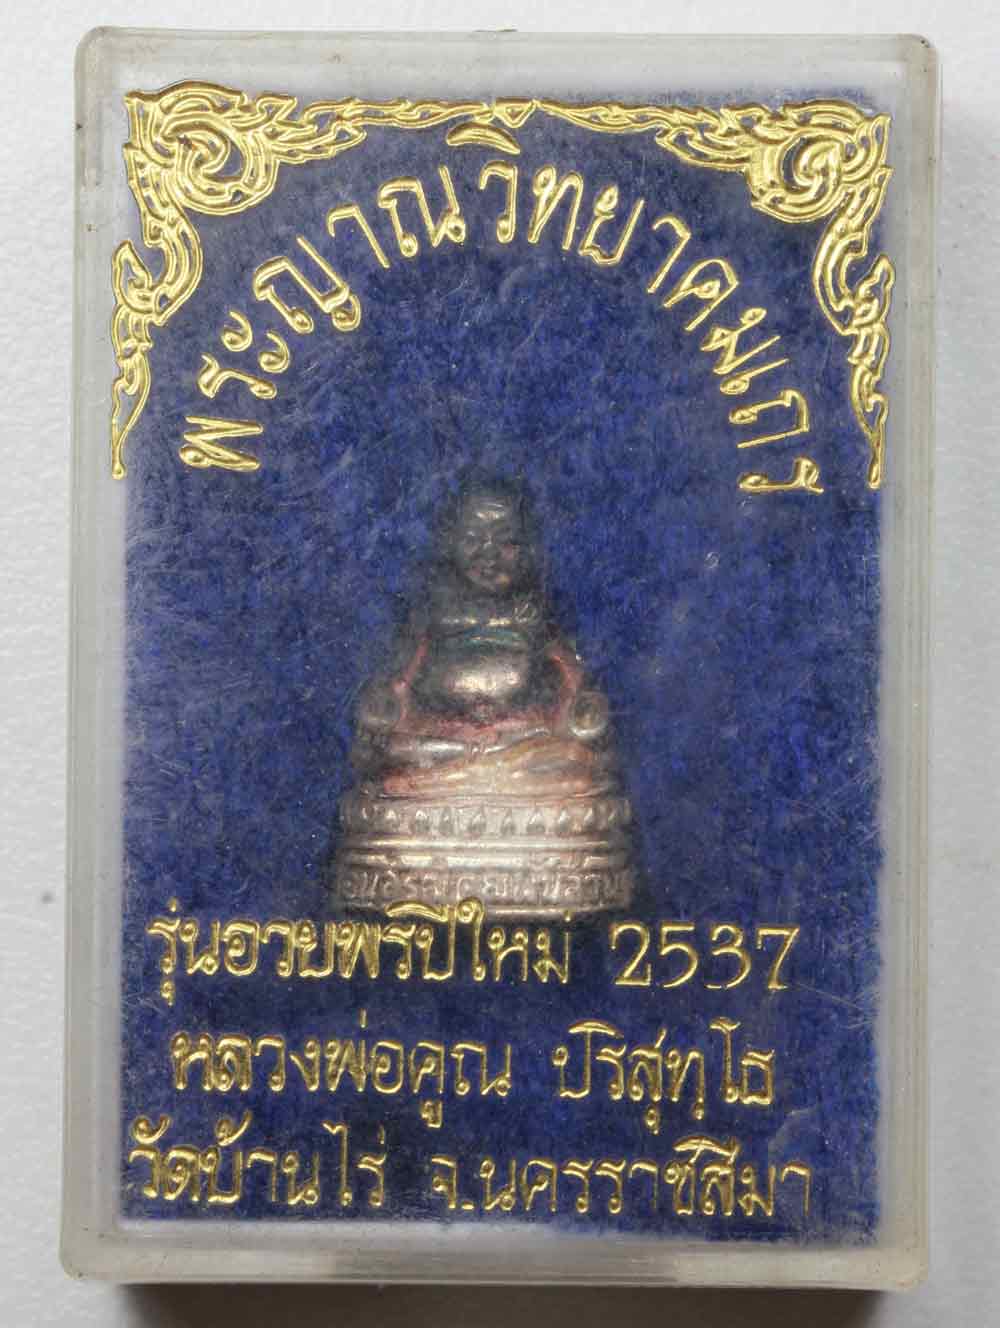 พระญาณวิทยาคมเถร
รุ่นอวยพรปีใหม่ 2537
หลวงพ่อคูณ ปริสุทฺโธ
วัดบ้านไร่ จ.นครราชสีมา